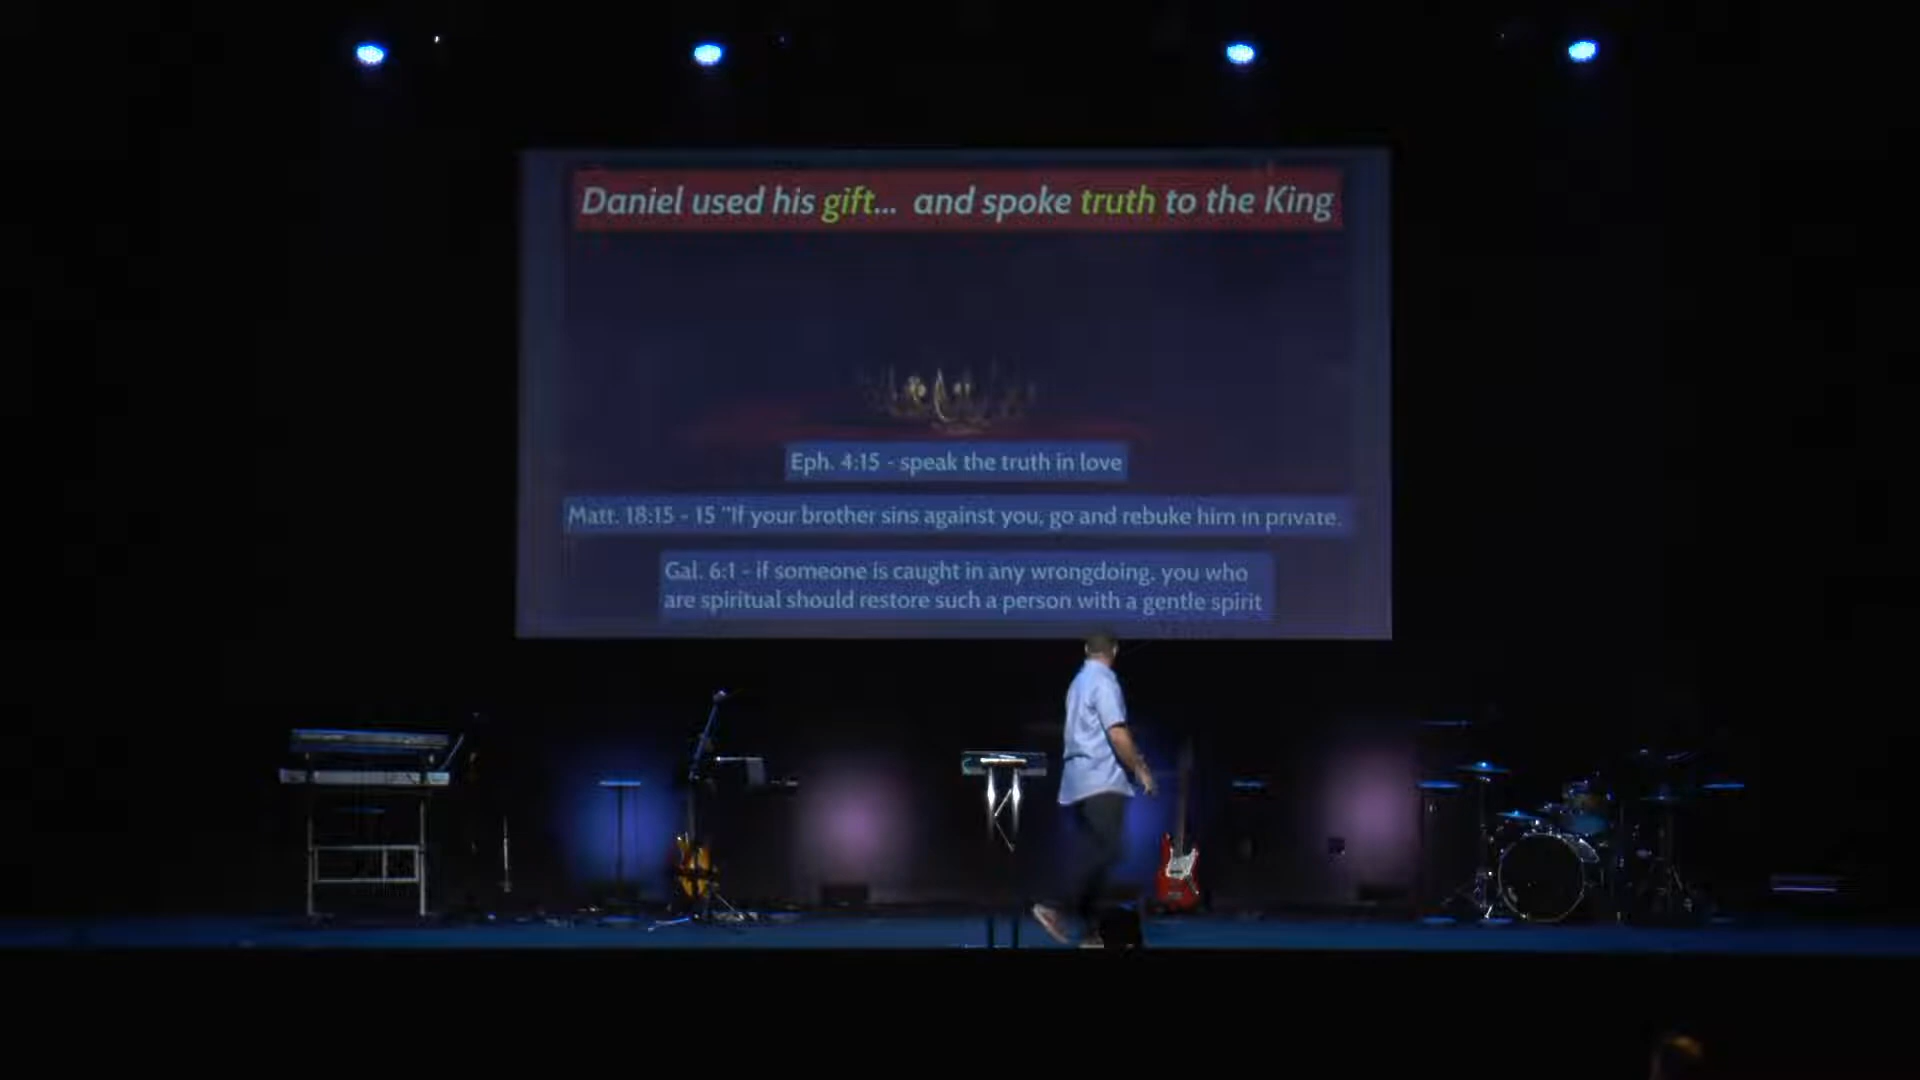 Daniel used his gift... and spoke truth to the King
Eph. 4:15 - speak the truth in love
Matt. 18:15 - 15 "If your brother sins against you, go and rebuke him in private.
Gal. 6:1 - if someone is caught in any wrongdoing, you who
are spiritual should restore such a person with a gentle spirit